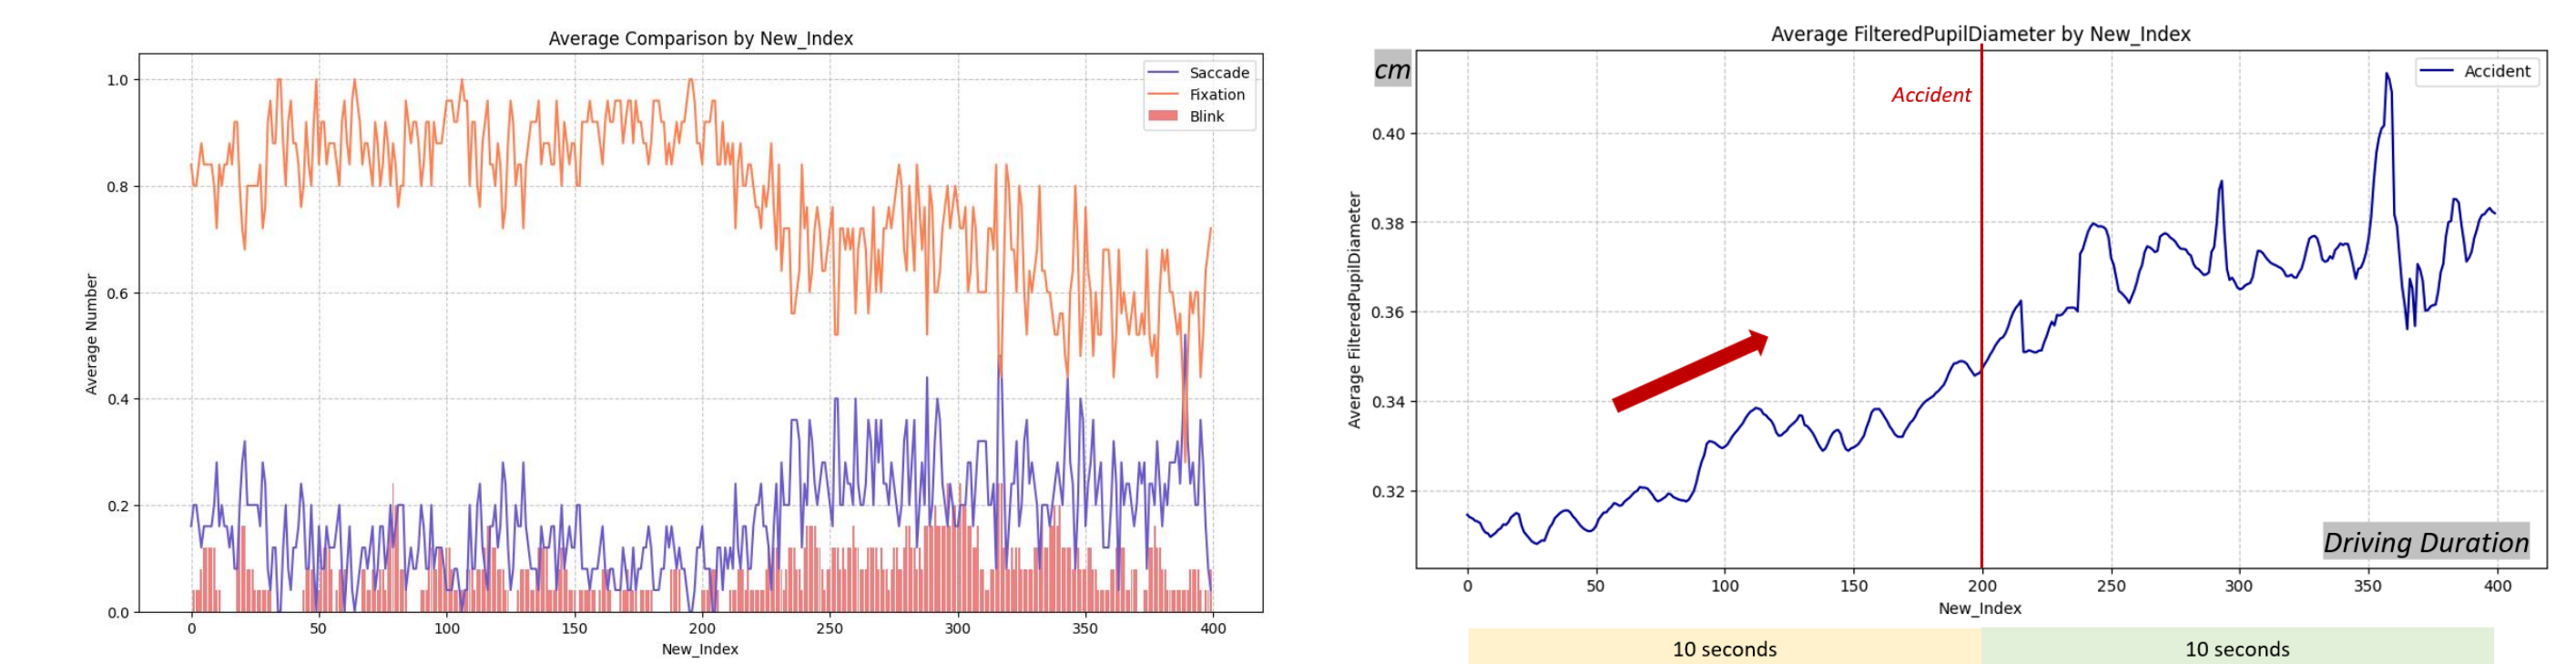 Average Comparison by New_Index
Average Number
1.0
0.8
0.6
0.4
0.2
0.0
0 50 100 150 200 250 300 350 400
New_Index
Saccade
Fixation
Blink
Average FilteredPupilDiameter by New_Index
cm
Average FilteredPupilDiameter
0.40
0.38
0.36
0.34
0.32
Accident
Accident
Driving Duration
0 50 100 150 200 250 300 350 400
New_Index
10 seconds 10 seconds